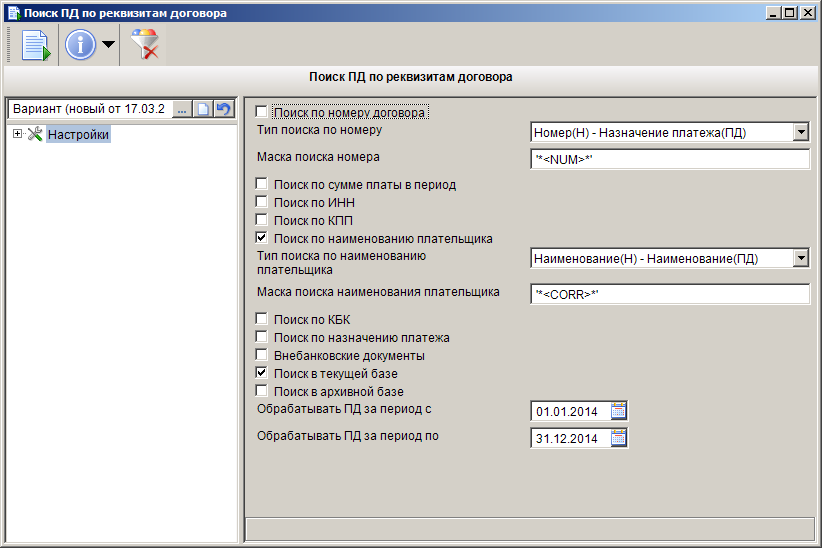 Поиск ПД по реквизитам договора
Поиск ПД по реквизитам договора
Вариант (новый от 17.03.2 ...
Настройки
Поиск по номеру договора
Тип поиска по номеру Номер(Н) - Назначение платежа(ПД)
Маска поиска номера '*<NUM>*'
Поиск по сумме платы в период
Поиск по ИНН
Поиск по КПП
Поиск по наименованию плательщика
Тип поиска по наименованию плательщика Наименование(Н) - Наименование(ПД)
Маска поиска наименования плательщика '*<CORR>*'
Поиск по КБК
Поиск по назначению платежа
Внебанковские документы
Поиск в текущей базе
Поиск в архивной базе
Обрабатывать ПД за период с 01.01.2014
Обрабатывать ПД за период по 31.12.2014